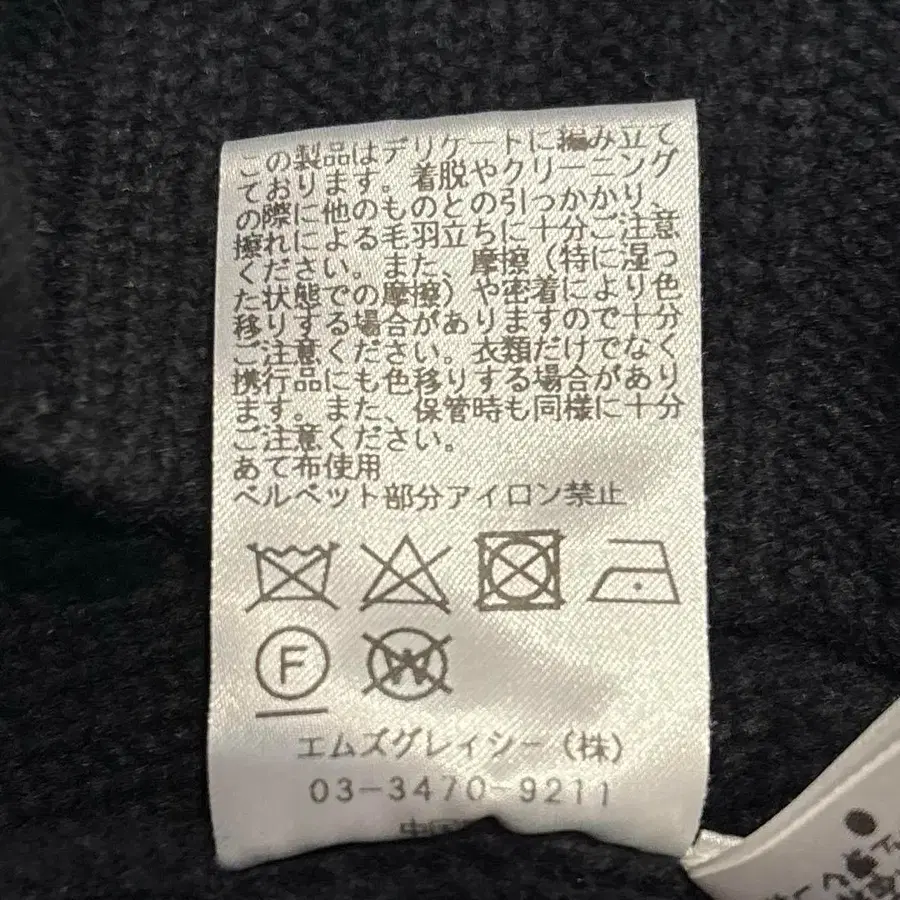 この製品はデリケートに編み立て
ております。着脱やクリーニング
の際に他のものとの引っかかり、
擦れによる毛羽立ちに十分ご注意
ください。また、摩擦(特に湿っ
た状態での摩擦)や密着により色
移りする場合がありますので十分
ご注意ください。衣類だけでなく
携行品にも色移りする場合があり
ます。また、保管時も同様に十分
ご注意ください。
あて布使用
ベルベット部分アイロン禁止
F
W
エムズグレイシー(株)
03-3470-9211
中国